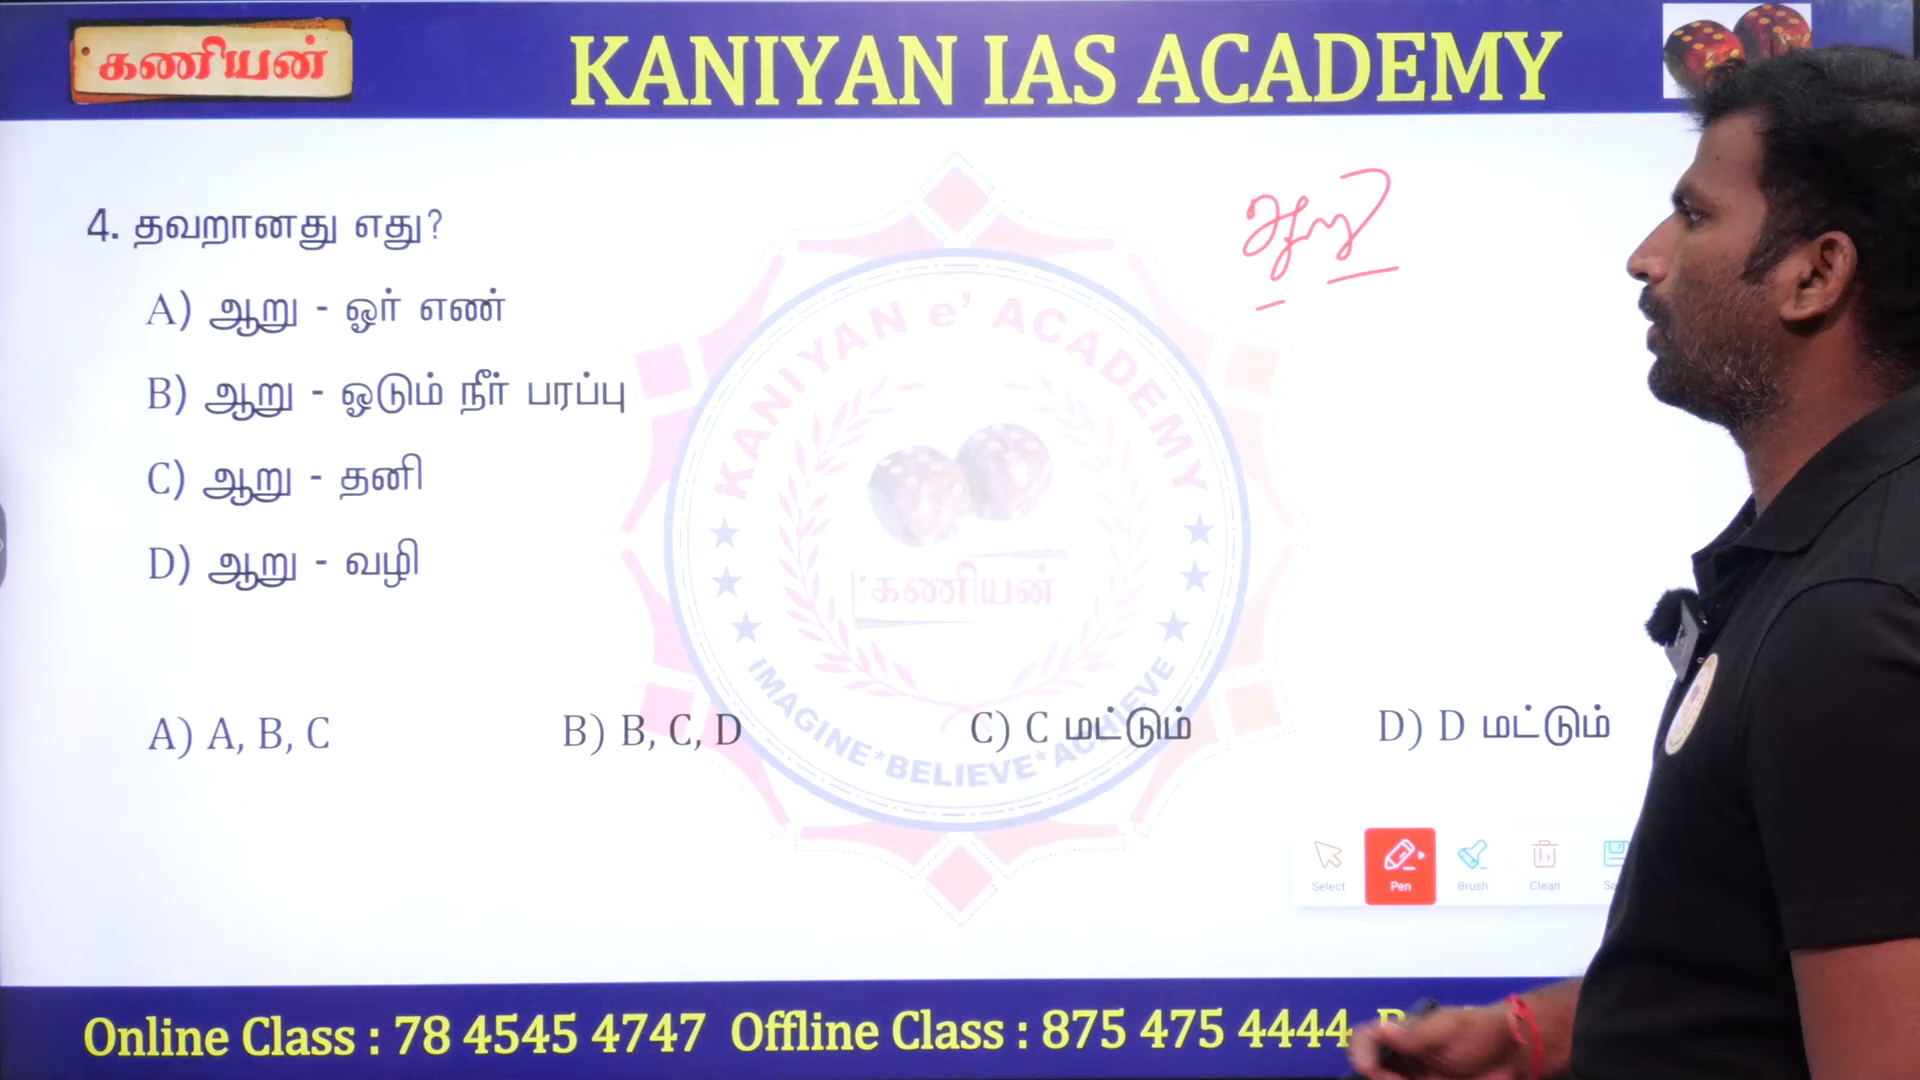 கணியன்
KANIYAN IAS ACADEMY
ஆறு
4. தவறானது எது?
A) ஆறு - ஓர் எண்
B) ஆறு - ஓடும் நீர் பரப்பு
C) ஆறு - தனி
D) ஆறு - வழி
KANIYAN e' ACADEMY
கணியன்
IMAGINE*BELIEVE*ACHIEVE
A) A, B, C B) B, C, D C) C மட்டும் D) D மட்டும்
Select Pen Brush Clean
Online Class : 78 4545 4747 Offline Class : 875 475 4444